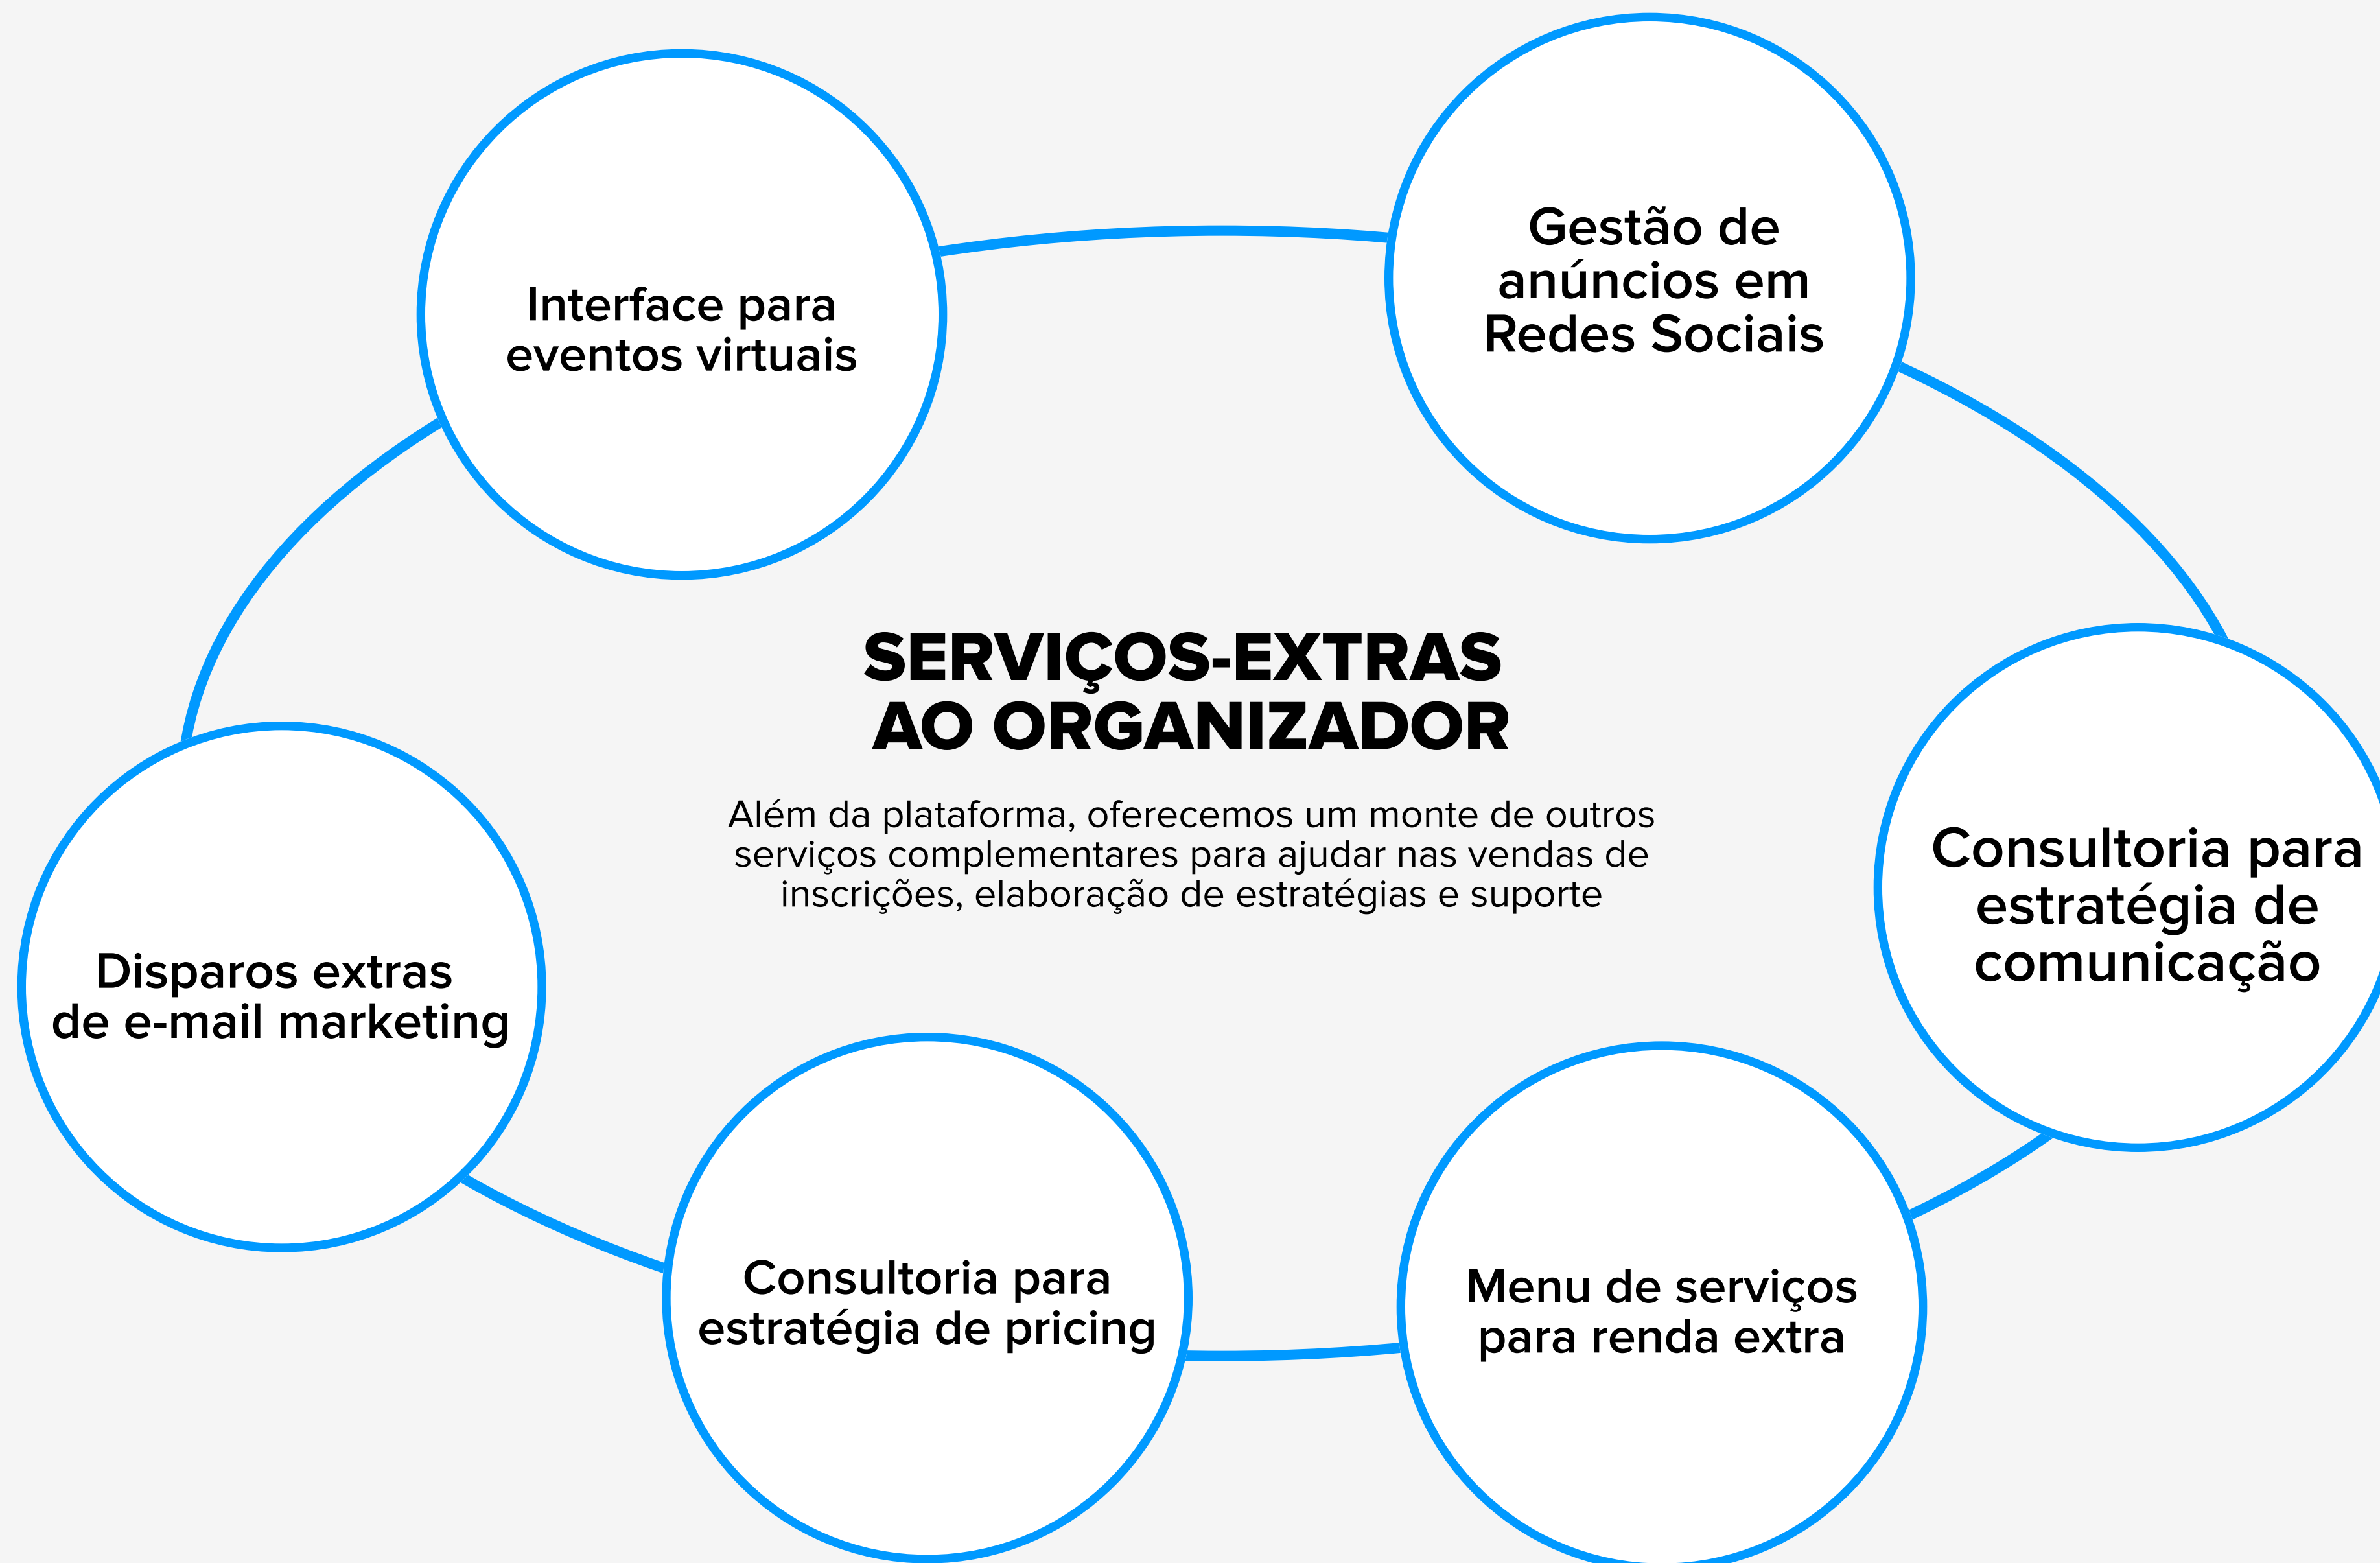 Interface para
eventos virtuais
Gestão de
anúncios em
Redes Sociais
SERVIÇOS-EXTRAS
AO ORGANIZADOR
Além da plataforma, oferecemos um monte de outros
serviços complementares para ajudar nas vendas de
inscrições, elaboração de estratégias e suporte
Consultoria para
estratégia de
comunicação
Disparos extras
de e-mail marketing
Consultoria para
estratégia de pricing
Menu de serviços
para renda extra